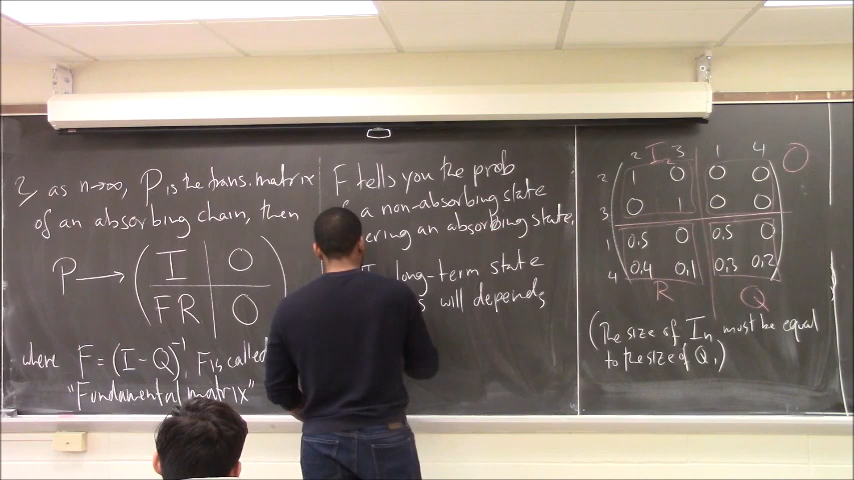 as n→∞, P is the trans. matrix
of an absorbing chain, then
P → ( I 0
FR 0 )
where F = (I-Q)⁻¹, F is called
"Fundamental matrix"
F tells you the prob
a non-absorbing state
ering an absorbing state.
long-term state
s will depends
2 I 3 1 4 O
2 1 0 0 0
3 0 1 0 0
1 0.5 0 0.5 0
4 0.4 0.1 0.3 0.2
R Q
(The size of Iₙ must be equal
to the size of Q.)